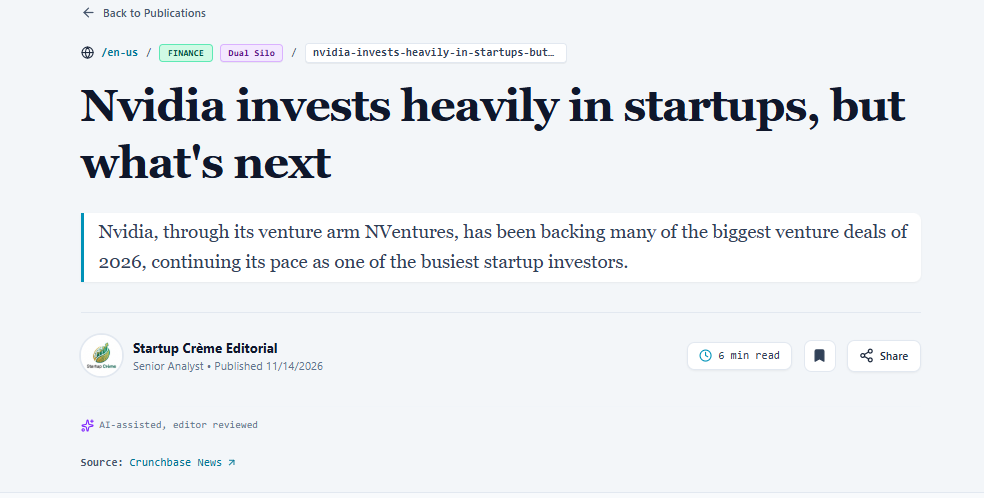 Back to Publications
/en-us / FINANCE Dual Silo / nvidia-invests-heavily-in-startups-but…
Nvidia invests heavily in startups, but
what's next
Nvidia, through its venture arm NVentures, has been backing many of the biggest venture deals of
2026, continuing its pace as one of the busiest startup investors.
Startup Crème
Startup Crème Editorial
Senior Analyst • Published 11/14/2026
6 min read
Share
AI-assisted, editor reviewed
Source: Crunchbase News ↗